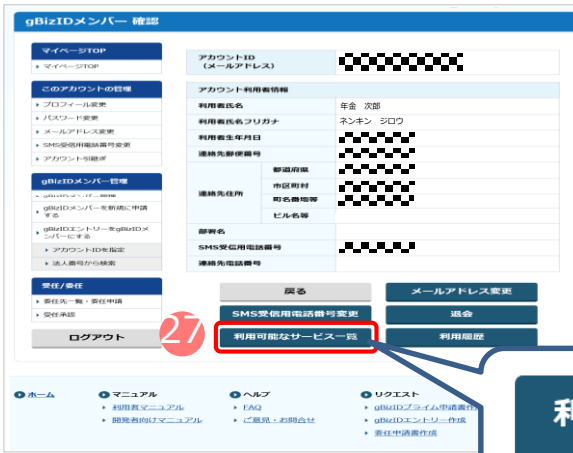 gBizIDメンバー 確認
マイページTOP
マイページTOP
このアカウントの管理
プロフィール変更
パスワード変更
メールアドレス変更
SMS受信用電話番号変更
アカウント引継ぎ
gBizIDメンバー管理
gBizIDメンバーを新規に申請する
gBizIDエントリーをgBizIDメンバーにする
アカウントIDを指定
法人番号から検索
受任/委任
委任先一覧・委任申請
受任承認
ログアウト
アカウントID
(メールアドレス)
アカウント利用者情報
利用者氏名 年金 次郎
利用者氏名フリガナ ネンキン ジロウ
利用者生年月日
連絡先郵便番号
連絡先住所
都道府県
市区町村
町名番地等
ビル名等
部署名
SMS受信用電話番号
連絡先電話番号
戻る
メールアドレス変更
SMS受信用電話番号変更
退会
27
利用可能なサービス一覧
利用履歴
ホーム
マニュアル
利用者マニュアル
開発者向けマニュアル
ヘルプ
FAQ
ご意見・お問合せ
リクエスト
gBizIDプライム申請書作
gBizIDエントリー作成
委任申請書作成
利